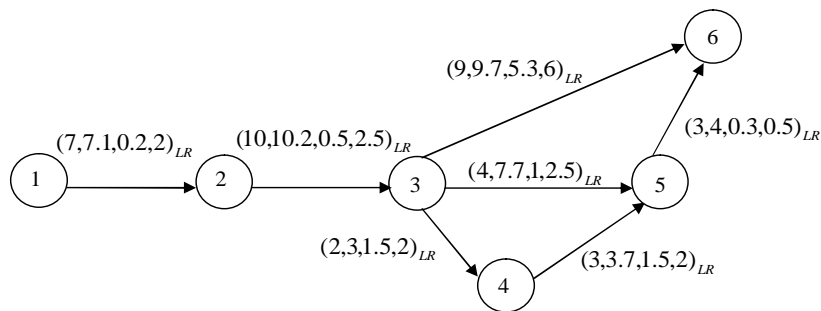 6
(9,9.7,5.3,6)LR
(7,7.1,0.2,2)LR
(10,10.2,0.5,2.5)LR
(3,4,0.3,0.5)LR
1
2
3
(4,7.7,1,2.5)LR
5
(2,3,1.5,2)LR
(3,3.7,1.5,2)LR
4